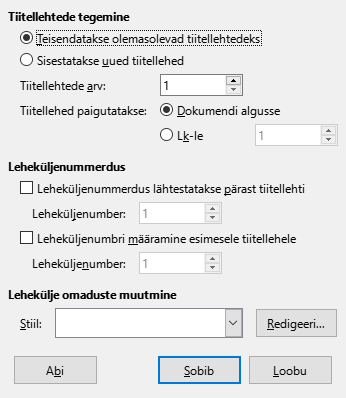 Tiitellehtede tegemine
Teisendatakse olemasolevad tiitellehtedeks
Sisestatakse uued tiitellehed
Tiitellehtede arv: 1
Tiitellehed paigutatakse: Dokumendi algusse
Lk-le 1
Leheküljenummerdus
Leheküljenummerdus lähtestatakse pärast tiitellehti
Leheküljenumber: 1
Leheküljenumbri määramine esimesele tiitellehele
Leheküljenumber: 1
Lehekülje omaduste muutmine
Stiil: Redigeeri...
Abi Sobib Loobu